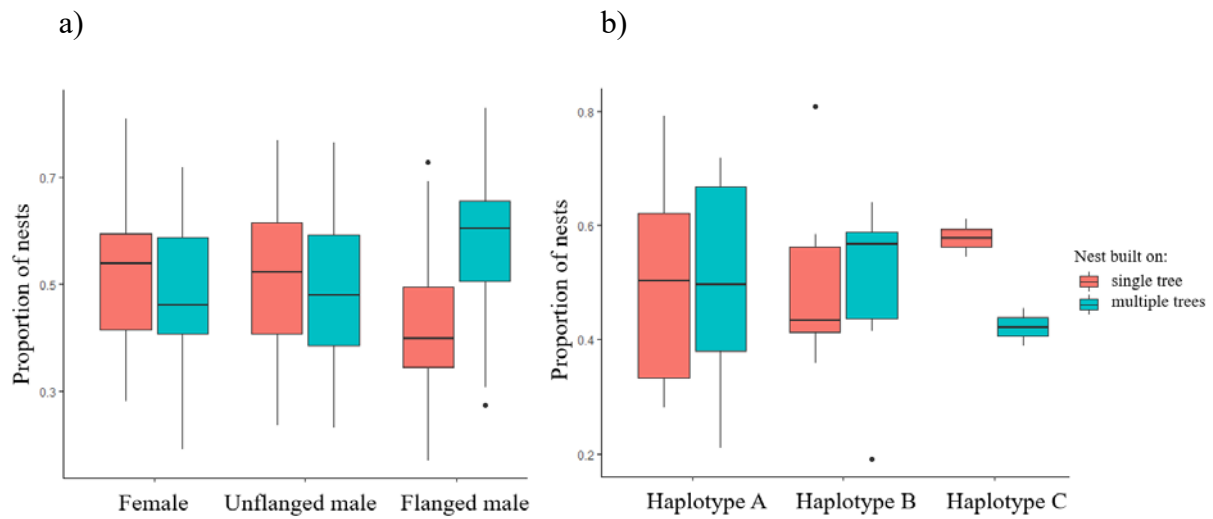 a)
b)
Proportion of nests
0.7
0.5
0.3
Female
Unflanged male
Flanged male
Proportion of nests
0.8
0.6
0.4
0.2
Haplotype A
Haplotype B
Haplotype C
Nest built on:
single tree
multiple trees